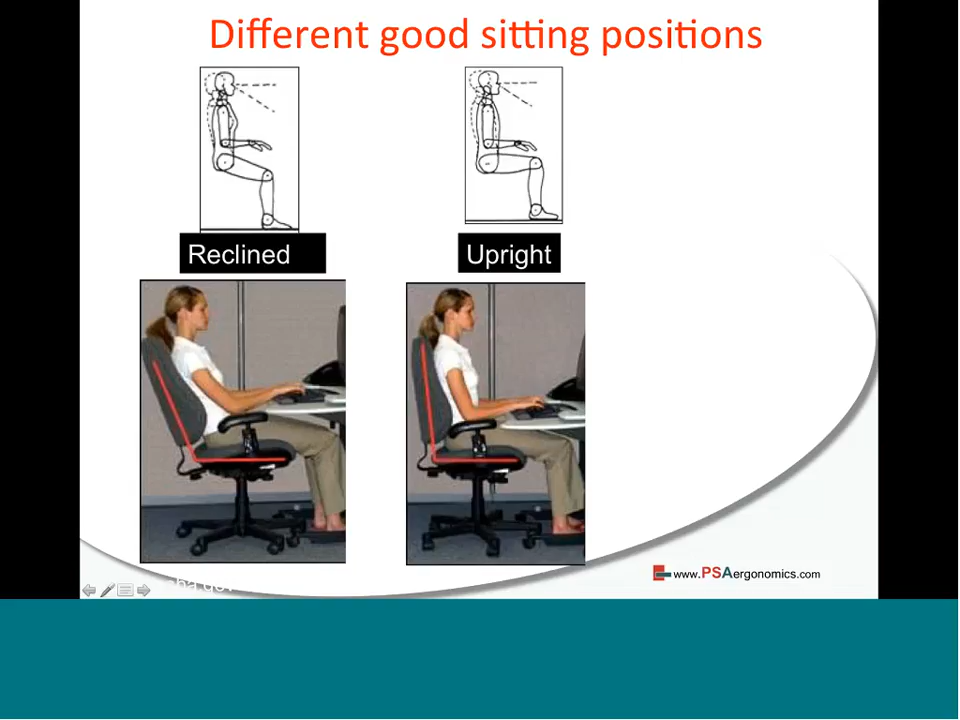 Different good sitting positions
Reclined
Upright
www.PSAergonomics.com